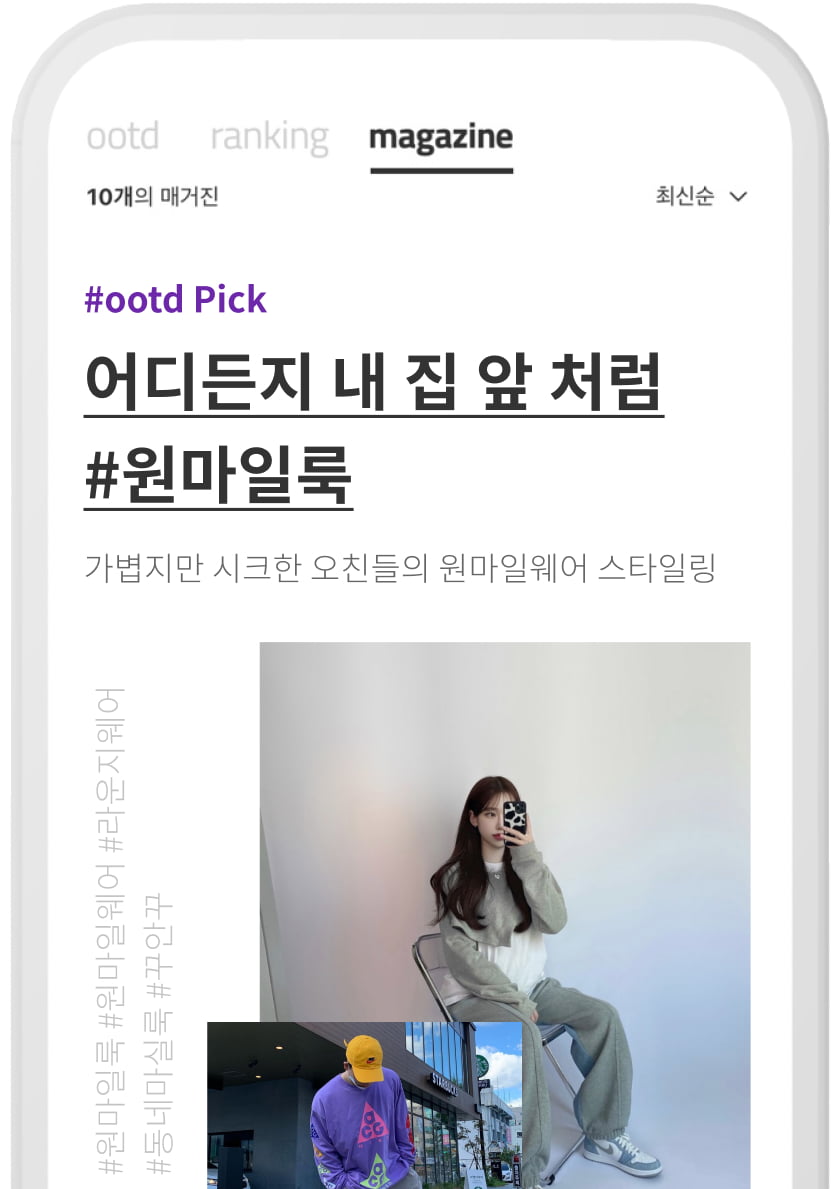 ootd ranking magazine
10개의 매거진 최신순
#ootd Pick
어디든지 내 집 앞 처럼
#원마일룩
가볍지만 시크한 오친들의 원마일웨어 스타일링
#원마일룩 #원마일웨어 #라운지웨어
#동네마실룩 #꾸안꾸
STARBUCKS